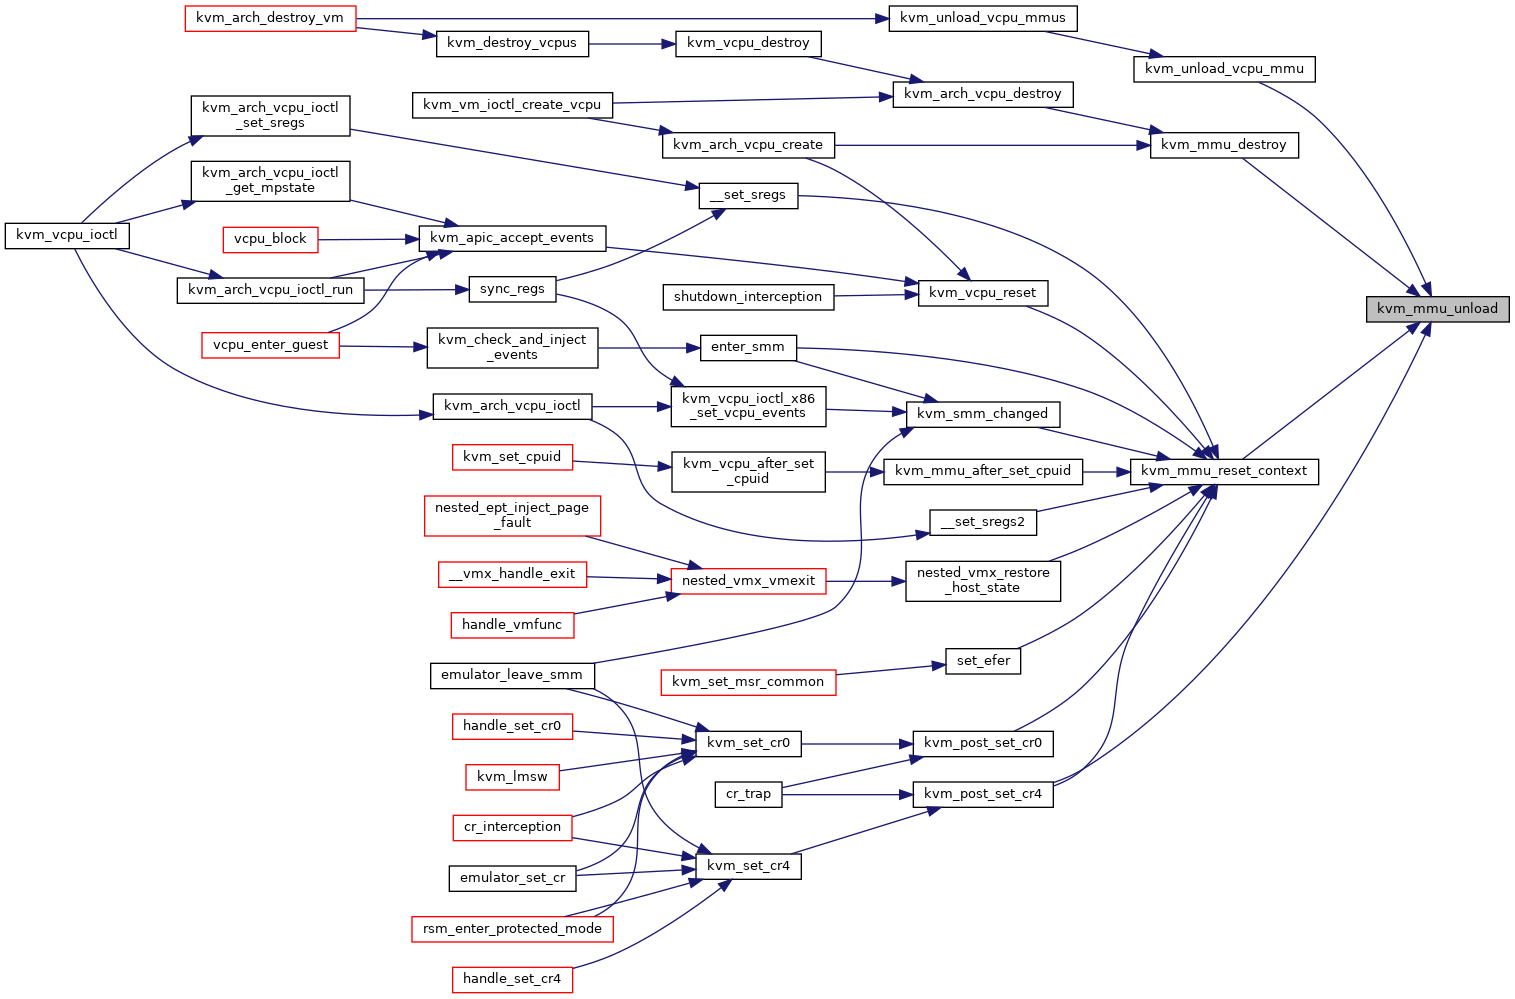 kvm_arch_destroy_vm
kvm_unload_vcpu_mmus
kvm_destroy_vcpus
kvm_vcpu_destroy
kvm_unload_vcpu_mmu
kvm_arch_vcpu_destroy
kvm_vm_ioctl_create_vcpu
kvm_arch_vcpu_ioctl
_set_sregs
kvm_arch_vcpu_create
kvm_mmu_destroy
kvm_arch_vcpu_ioctl
_get_mpstate
__set_sregs
kvm_vcpu_ioctl
vcpu_block
kvm_apic_accept_events
kvm_arch_vcpu_ioctl_run
sync_regs
shutdown_interception
kvm_vcpu_reset
kvm_mmu_unload
vcpu_enter_guest
kvm_check_and_inject
_events
enter_smm
kvm_arch_vcpu_ioctl
kvm_vcpu_ioctl_x86
_set_vcpu_events
kvm_smm_changed
kvm_set_cpuid
kvm_vcpu_after_set
_cpuid
kvm_mmu_after_set_cpuid
kvm_mmu_reset_context
nested_ept_inject_page
_fault
__set_sregs2
__vmx_handle_exit
nested_vmx_vmexit
nested_vmx_restore
_host_state
handle_vmfunc
emulator_leave_smm
kvm_set_msr_common
set_efer
handle_set_cr0
kvm_set_cr0
kvm_post_set_cr0
kvm_lmsw
cr_trap
kvm_post_set_cr4
cr_interception
kvm_set_cr4
emulator_set_cr
rsm_enter_protected_mode
handle_set_cr4